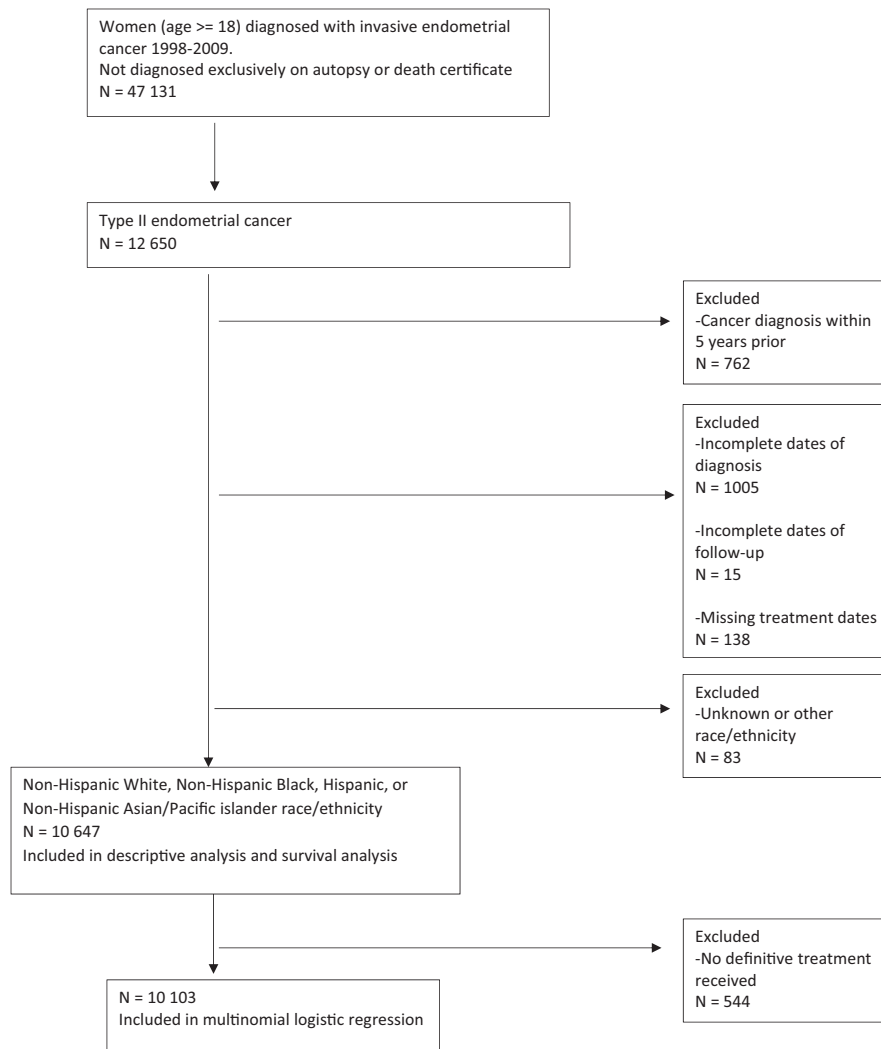 Women (age >= 18) diagnosed with invasive endometrial
cancer 1998-2009.
Not diagnosed exclusively on autopsy or death certificate
N = 47 131
Type II endometrial cancer
N = 12 650
Excluded
-Cancer diagnosis within
5 years prior
N = 762
Excluded
-Incomplete dates of
diagnosis
N = 1005
-Incomplete dates of
follow-up
N = 15
-Missing treatment dates
N = 138
Excluded
-Unknown or other
race/ethnicity
N = 83
Non-Hispanic White, Non-Hispanic Black, Hispanic, or
Non-Hispanic Asian/Pacific islander race/ethnicity
N = 10 647
Included in descriptive analysis and survival analysis
Excluded
-No definitive treatment
received
N = 544
N = 10 103
Included in multinomial logistic regression